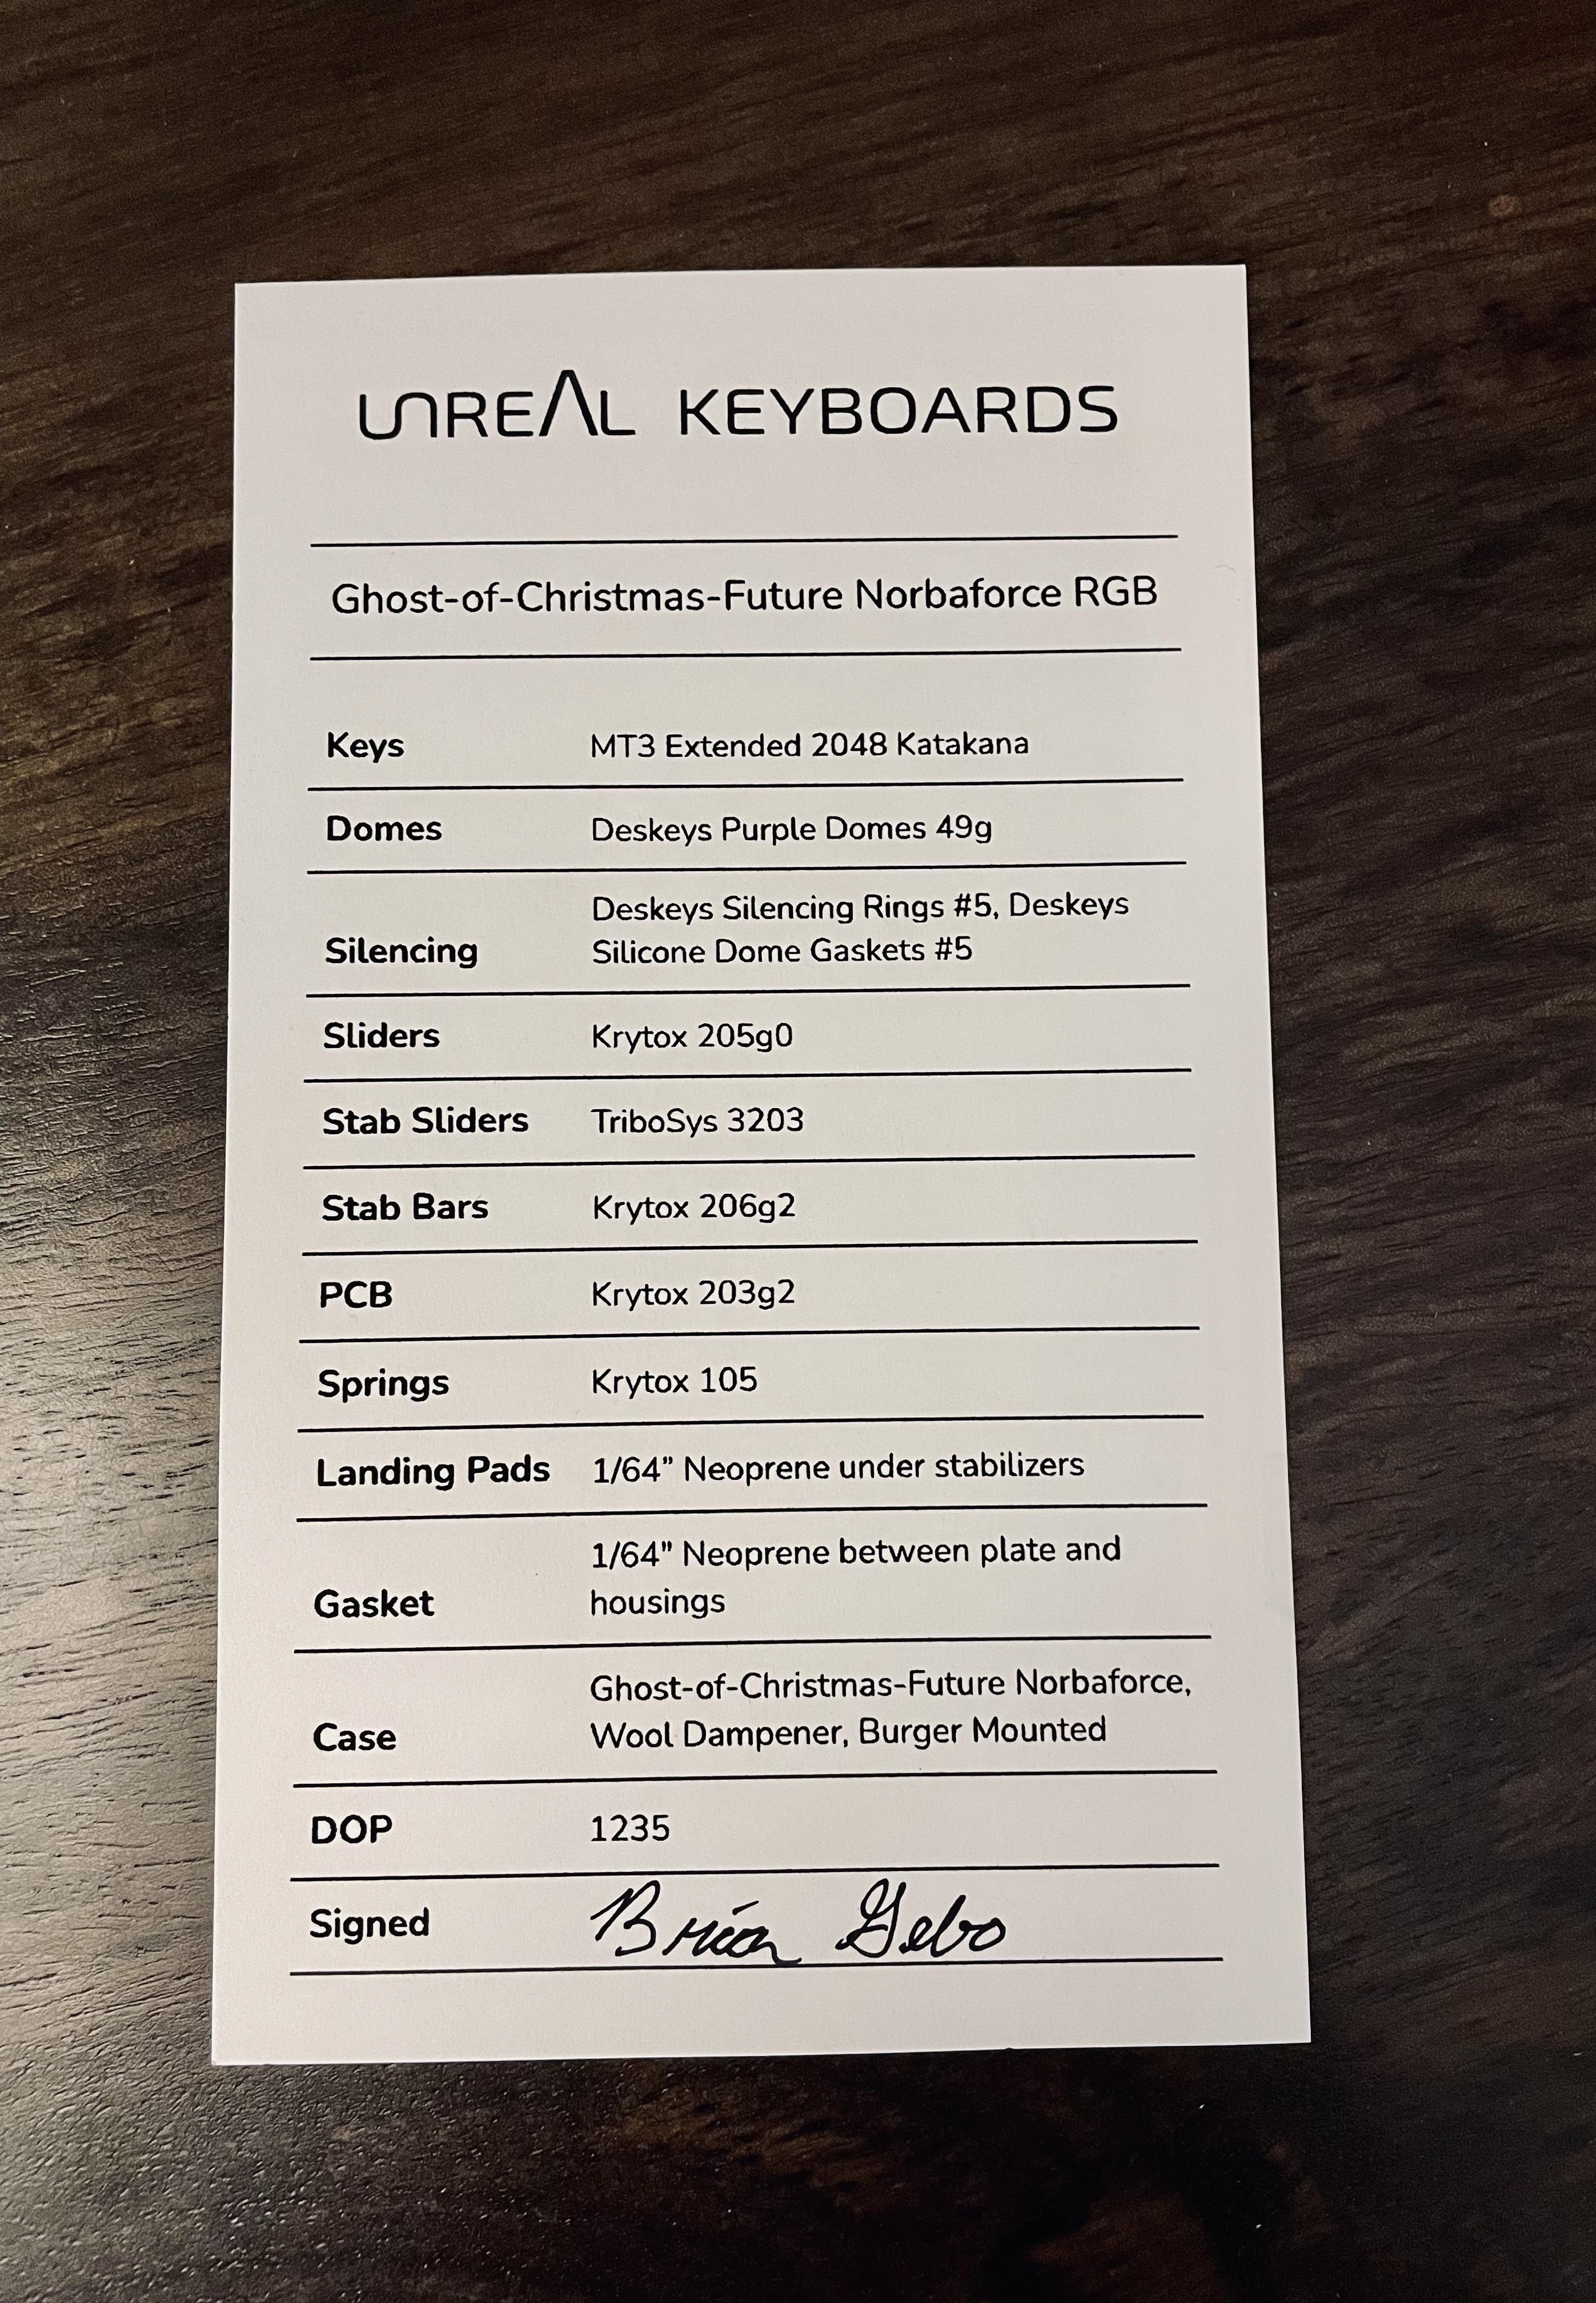 UNREAL KEYBOARDS
Ghost-of-Christmas-Future Norbaforce RGB
Keys MT3 Extended 2048 Katakana
Domes Deskeys Purple Domes 49g
Silencing Deskeys Silencing Rings #5, Deskeys
Silicone Dome Gaskets #5
Sliders Krytox 205g0
Stab Sliders TriboSys 3203
Stab Bars Krytox 206g2
PCB Krytox 203g2
Springs Krytox 105
Landing Pads 1/64" Neoprene under stabilizers
Gasket 1/64" Neoprene between plate and
housings
Case Ghost-of-Christmas-Future Norbaforce,
Wool Dampener, Burger Mounted
DOP 1235
Signed Brian Gebo